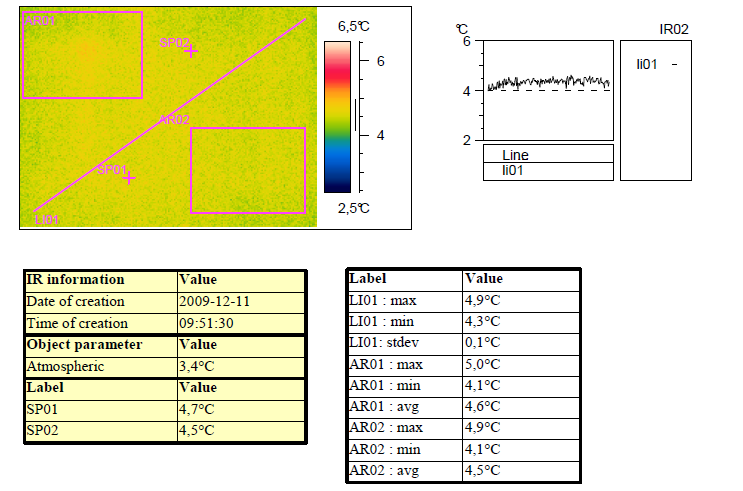 AR01
SP02
AR02
SP01
LI01
6,5°C
6
4
2,5°C
°C
IR02
6
4
2
li01
Line
li01
IR information Value
Date of creation 2009-12-11
Time of creation 09:51:30
Object parameter Value
Atmospheric 3,4°C
Label Value
SP01 4,7°C
SP02 4,5°C
Label Value
LI01 : max 4,9°C
LI01 : min 4,3°C
LI01: stdev 0,1°C
AR01 : max 5,0°C
AR01 : min 4,1°C
AR01 : avg 4,6°C
AR02 : max 4,9°C
AR02 : min 4,1°C
AR02 : avg 4,5°C